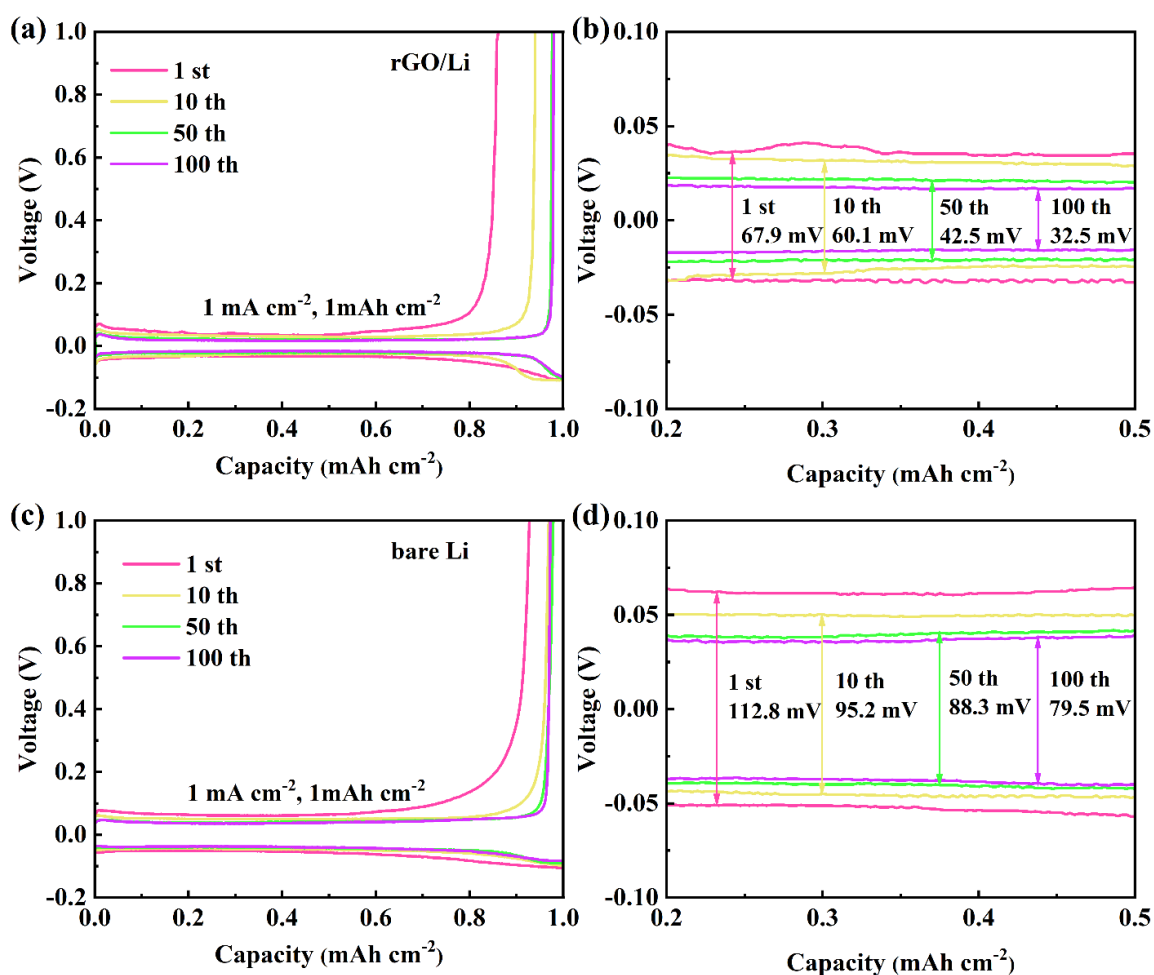 (a)
rGO/Li
1 st
10 th
50 th
100 th
1 mA cm⁻², 1mAh cm⁻²
Voltage (V)
1.0
0.8
0.6
0.4
0.2
0.0
-0.2
0.0 0.2 0.4 0.6 0.8 1.0
Capacity (mAh cm⁻²)
(b)
Voltage (V)
0.10
0.05
0.00
-0.05
-0.10
1 st
67.9 mV
10 th
60.1 mV
50 th
42.5 mV
100 th
32.5 mV
0.2 0.3 0.4 0.5
Capacity (mAh cm⁻²)
(c)
bare Li
1 st
10 th
50 th
100 th
1 mA cm⁻², 1mAh cm⁻²
Voltage (V)
1.0
0.8
0.6
0.4
0.2
0.0
-0.2
0.0 0.2 0.4 0.6 0.8 1.0
Capacity (mAh cm⁻²)
(d)
Voltage (V)
0.10
0.05
0.00
-0.05
-0.10
1 st
112.8 mV
10 th
95.2 mV
50 th
88.3 mV
100 th
79.5 mV
0.2 0.3 0.4 0.5
Capacity (mAh cm⁻²)